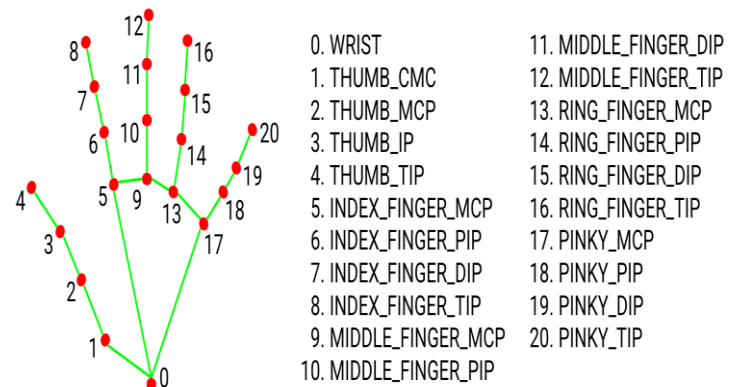 12
8
16
11
7
15
10
6
14
20
4
5
9
13
19
18
3
17
2
1
0
0. WRIST
1. THUMB_CMC
2. THUMB_MCP
3. THUMB_IP
4. THUMB_TIP
5. INDEX_FINGER_MCP
6. INDEX_FINGER_PIP
7. INDEX_FINGER_DIP
8. INDEX_FINGER_TIP
9. MIDDLE_FINGER_MCP
10. MIDDLE_FINGER_PIP
11. MIDDLE_FINGER_DIP
12. MIDDLE_FINGER_TIP
13. RING_FINGER_MCP
14. RING_FINGER_PIP
15. RING_FINGER_DIP
16. RING_FINGER_TIP
17. PINKY_MCP
18. PINKY_PIP
19. PINKY_DIP
20. PINKY_TIP